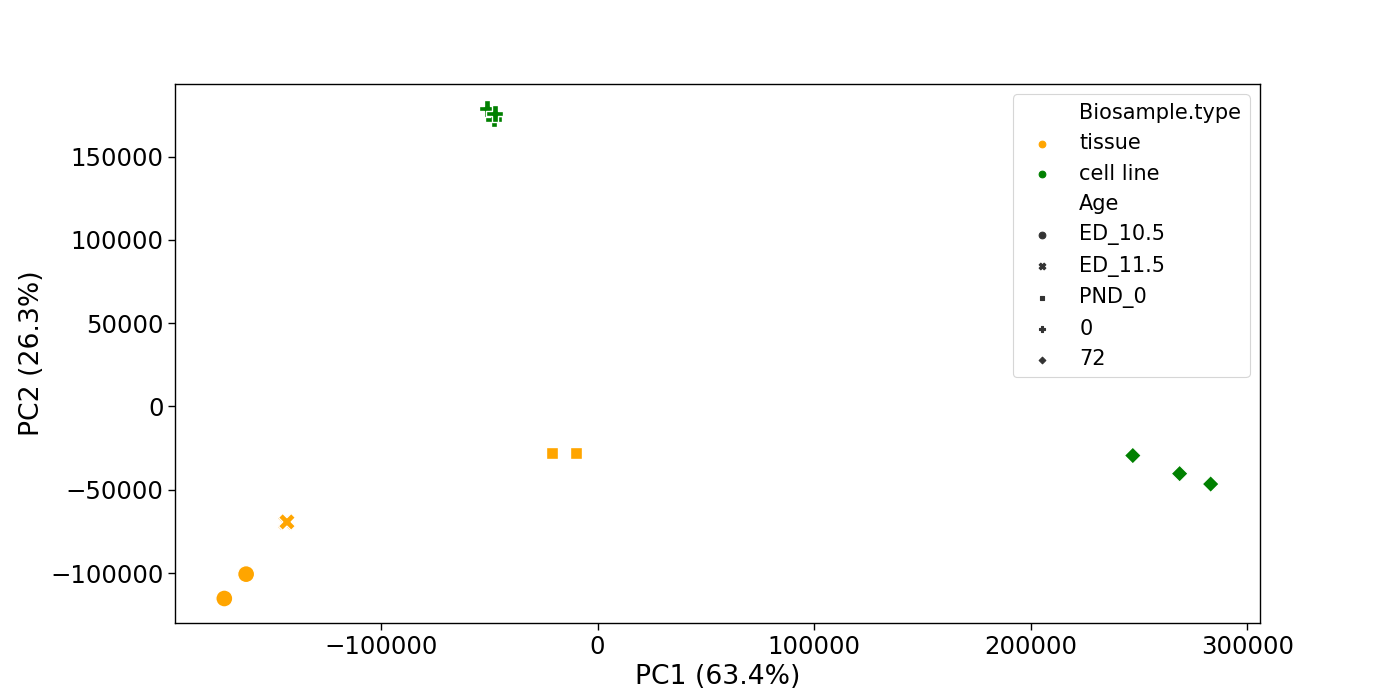 Biosample.type
tissue
cell line
Age
ED_10.5
ED_11.5
PND_0
0
72
150000
100000
50000
0
−50000
−100000
PC2 (26.3%)
−100000
0
100000
200000
300000
PC1 (63.4%)